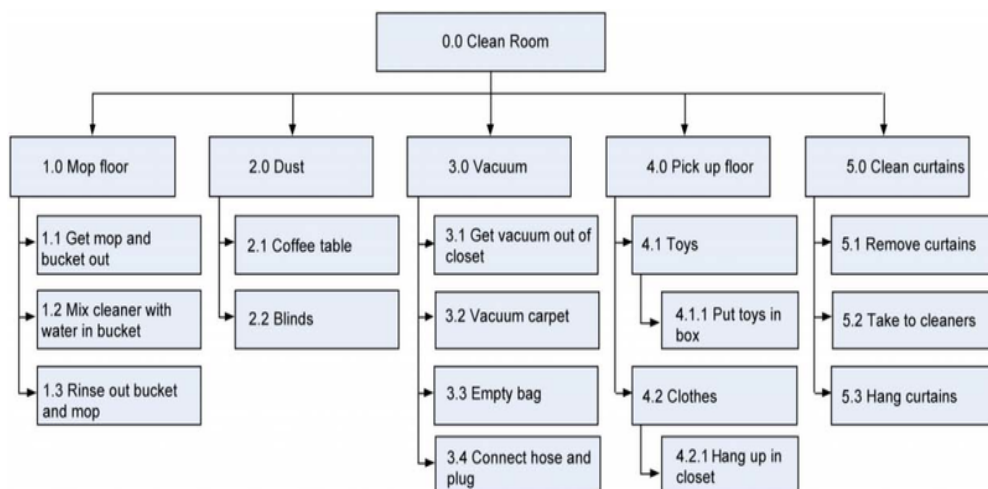 0.0 Clean Room
1.0 Mop floor
1.1 Get mop and
bucket out
1.2 Mix cleaner with
water in bucket
1.3 Rinse out bucket
and mop
2.0 Dust
2.1 Coffee table
2.2 Blinds
3.0 Vacuum
3.1 Get vacuum out of
closet
3.2 Vacuum carpet
3.3 Empty bag
3.4 Connect hose and
plug
4.0 Pick up floor
4.1 Toys
4.1.1 Put toys in
box
4.2 Clothes
4.2.1 Hang up in
closet
5.0 Clean curtains
5.1 Remove curtains
5.2 Take to cleaners
5.3 Hang curtains